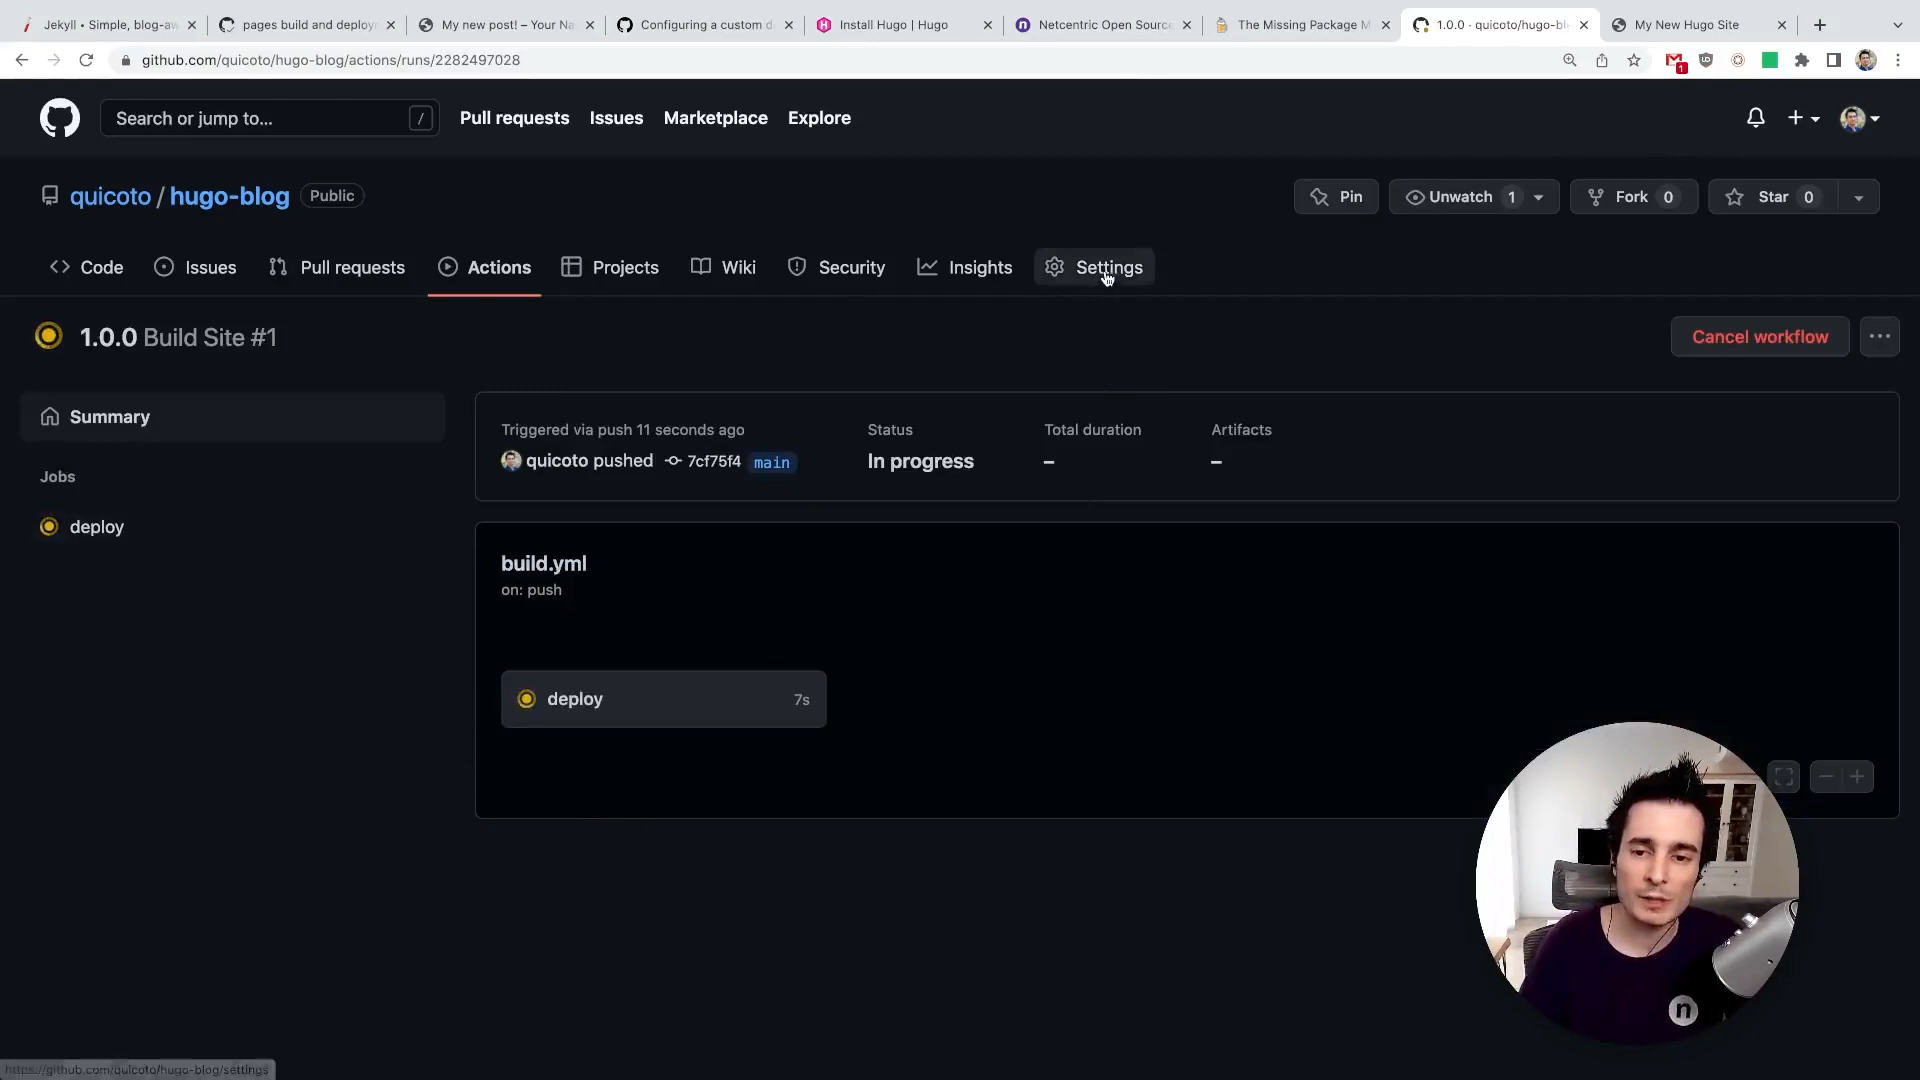 Jekyll • Simple, blog-aw
pages build and deploy
My new post! – Your Na
Configuring a custom d
Install Hugo | Hugo
Netcentric Open Source
The Missing Package M
1.0.0 · quicoto/hugo-bl
My New Hugo Site
github.com/quicoto/hugo-blog/actions/runs/2282497028
1
Search or jump to...
/
Pull requests
Issues
Marketplace
Explore
quicoto / hugo-blog
Public
Pin
Unwatch 1
Fork 0
Star 0
Code
Issues
Pull requests
Actions
Projects
Wiki
Security
Insights
Settings
1.0.0 Build Site #1
Cancel workflow
Summary
Triggered via push 11 seconds ago
Status
Total duration
Artifacts
quicoto pushed 7cf75f4 main
In progress
–
–
Jobs
deploy
build.yml
on: push
deploy
7s
n
https://github.com/quicoto/hugo-blog/settings